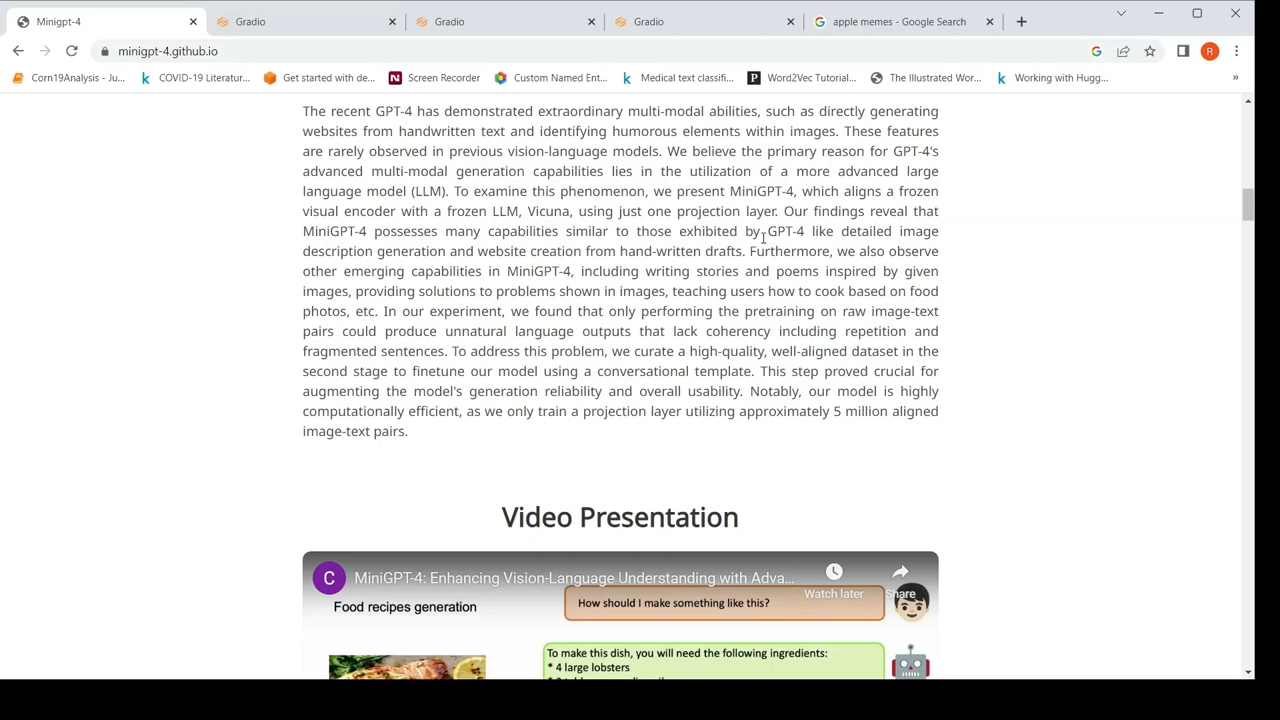 Minigpt-4
Gradio
Gradio
Gradio
apple memes - Google Search
minigpt-4.github.io
R
Corn19Analysis - Ju...
COVID-19 Literatur...
Get started with de...
Screen Recorder
Custom Named Ent...
Medical text classifi...
Word2Vec Tutorial...
The Illustrated Wor...
Working with Hugg...
»
The recent GPT-4 has demonstrated extraordinary multi-modal abilities, such as directly generating
websites from handwritten text and identifying humorous elements within images. These features
are rarely observed in previous vision-language models. We believe the primary reason for GPT-4's
advanced multi-modal generation capabilities lies in the utilization of a more advanced large
language model (LLM). To examine this phenomenon, we present MiniGPT-4, which aligns a frozen
visual encoder with a frozen LLM, Vicuna, using just one projection layer. Our findings reveal that
MiniGPT-4 possesses many capabilities similar to those exhibited by GPT-4 like detailed image
description generation and website creation from hand-written drafts. Furthermore, we also observe
other emerging capabilities in MiniGPT-4, including writing stories and poems inspired by given
images, providing solutions to problems shown in images, teaching users how to cook based on food
photos, etc. In our experiment, we found that only performing the pretraining on raw image-text
pairs could produce unnatural language outputs that lack coherency including repetition and
fragmented sentences. To address this problem, we curate a high-quality, well-aligned dataset in the
second stage to finetune our model using a conversational template. This step proved crucial for
augmenting the model's generation reliability and overall usability. Notably, our model is highly
computationally efficient, as we only train a projection layer utilizing approximately 5 million aligned
image-text pairs.
Video Presentation
C
MiniGPT-4: Enhancing Vision-Language Understanding with Adva...
Watch later
Share
Food recipes generation
How should I make something like this?
To make this dish, you will need the following ingredients:
* 4 large lobsters